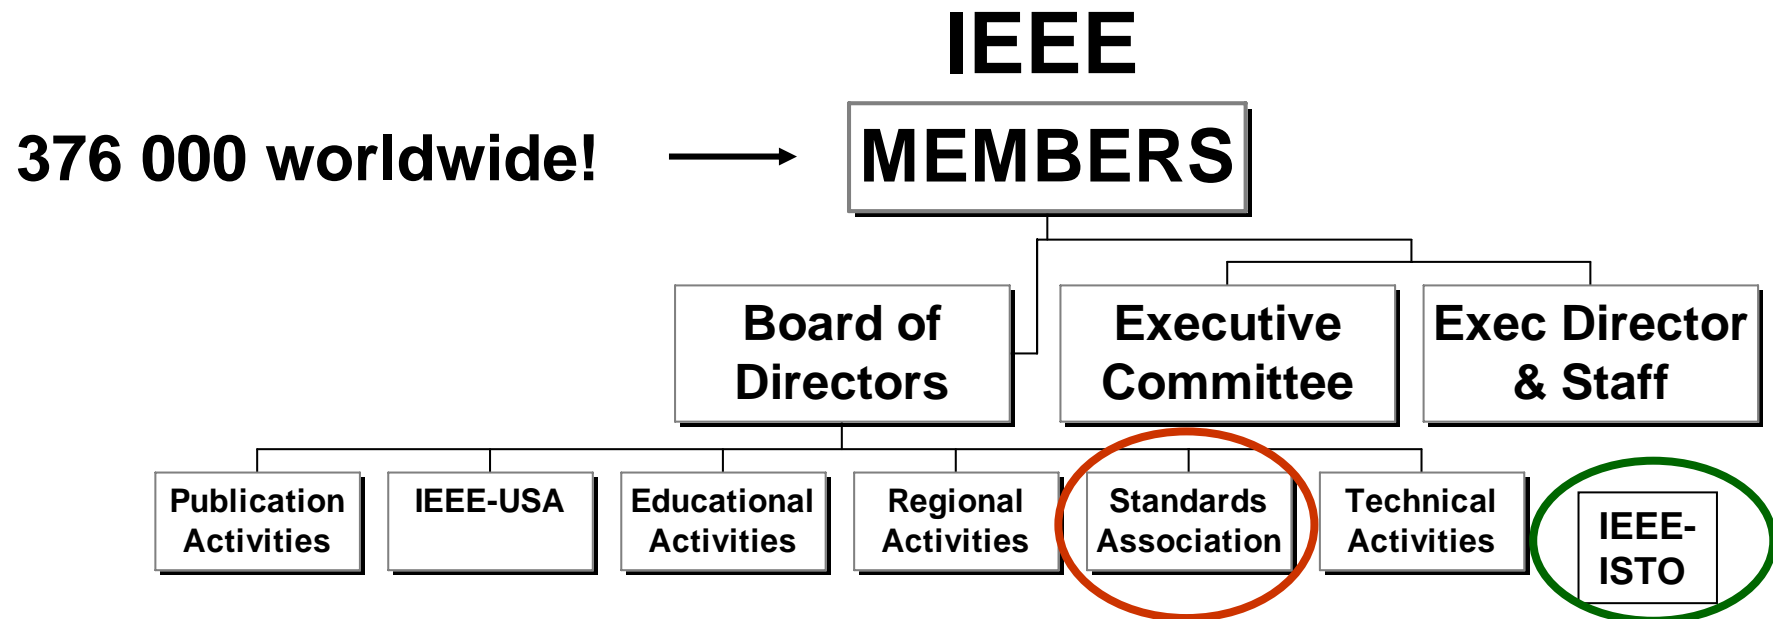 IEEE
376 000 worldwide!
MEMBERS
Board of
Directors
Executive
Committee
Exec Director
& Staff
Publication
Activities
IEEE-USA
Educational
Activities
Regional
Activities
Standards
Association
Technical
Activities
IEEE-
ISTO